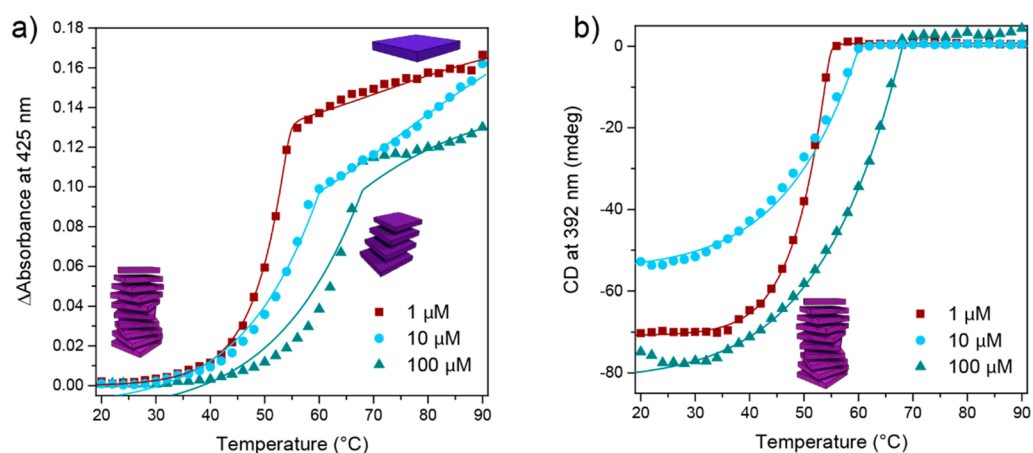 a)
ΔAbsorbance at 425 nm
0.18
0.16
0.14
0.12
0.10
0.08
0.06
0.04
0.02
0.00
1 µM
10 µM
100 µM
20 30 40 50 60 70 80 90
Temperature (°C)
b)
CD at 392 nm (mdeg)
0
-20
-40
-60
-80
1 µM
10 µM
100 µM
20 30 40 50 60 70 80 90
Temperature (°C)